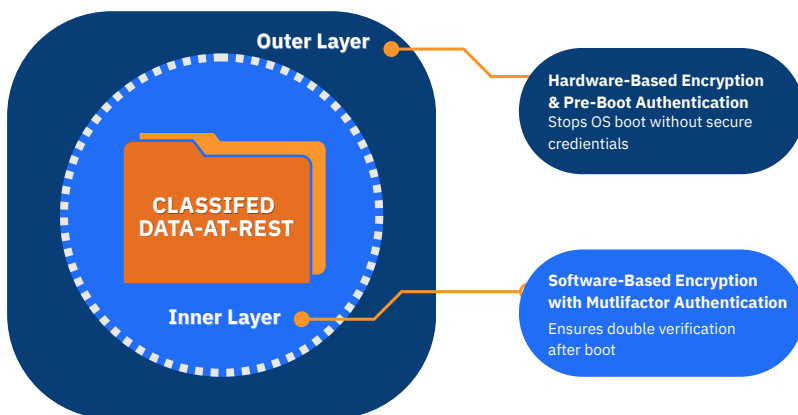 Outer Layer
Hardware-Based Encryption
& Pre-Boot Authentication
Stops OS boot without secure
credentials
CLASSIFED
DATA-AT-REST
Inner Layer
Software-Based Encryption
with Mutlifactor Authentication
Ensures double verification
after boot